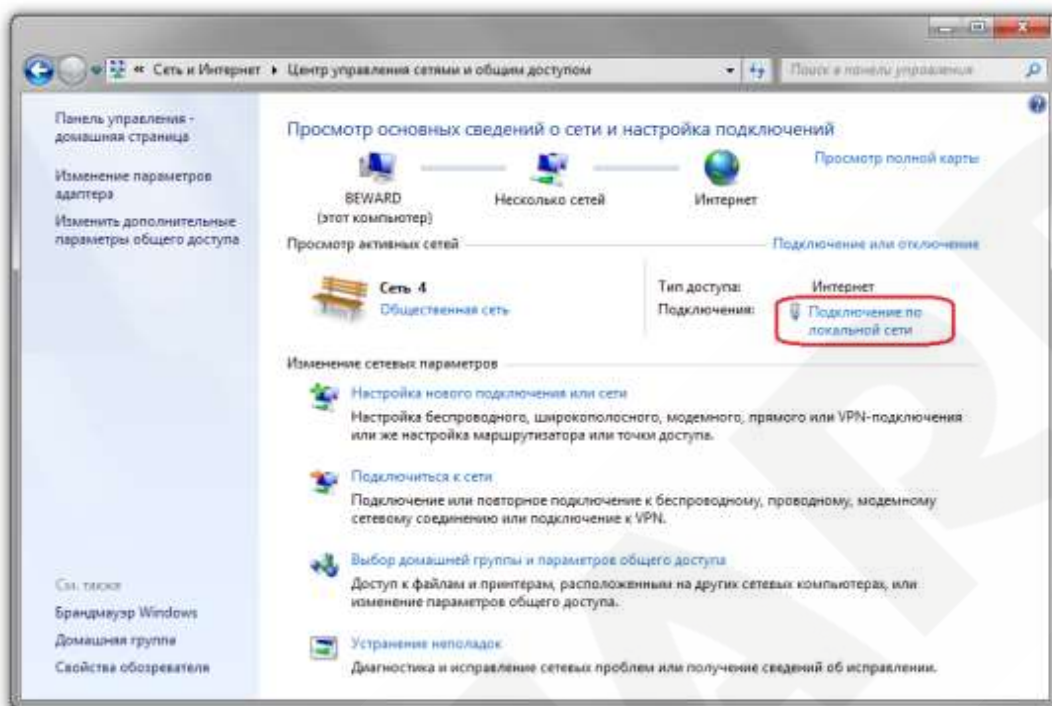 « Сеть и Интернет ▸ Центр управления сетями и общим доступом
Поиск в панели управления
Панель управления -
домашняя страница
Изменение параметров
адаптера
Изменить дополнительные
параметры общего доступа
См. также
Брандмауэр Windows
Домашняя группа
Свойства обозревателя
Просмотр основных сведений о сети и настройка подключений
Просмотр полной карты
BEWARD
(этот компьютер)
Несколько сетей
Интернет
Просмотр активных сетей
Подключение или отключение
Сеть 4
Общественная сеть
Тип доступа: Интернет
Подключения: Подключение по
локальной сети
Изменение сетевых параметров
Настройка нового подключения или сети
Настройка беспроводного, широкополосного, модемного, прямого или VPN-подключения
или же настройка маршрутизатора или точки доступа.
Подключиться к сети
Подключение или повторное подключение к беспроводному, проводному, модемному
сетевому соединению или подключение к VPN.
Выбор домашней группы и параметров общего доступа
Доступ к файлам и принтерам, расположенным на других сетевых компьютерах, или
изменение параметров общего доступа.
Устранение неполадок
Диагностика и исправление сетевых проблем или получение сведений об исправлении.